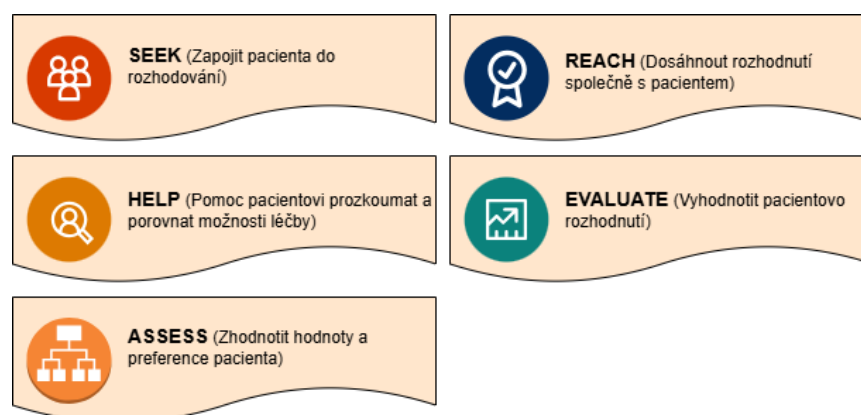 SEEK (Zapojit pacienta do
rozhodování)
HELP (Pomoc pacientovi prozkoumat a
porovnat možnosti léčby)
ASSESS (Zhodnotit hodnoty a
preference pacienta)
REACH (Dosáhnout rozhodnutí
společně s pacientem)
EVALUATE (Vyhodnotit pacientovo
rozhodnutí)